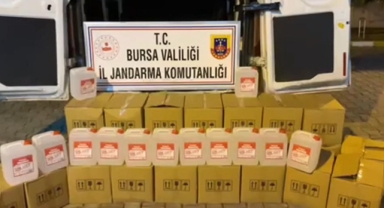 T.C.
BURSA VALİLİĞİ
İL JANDARMA KOMUTANLIĞI